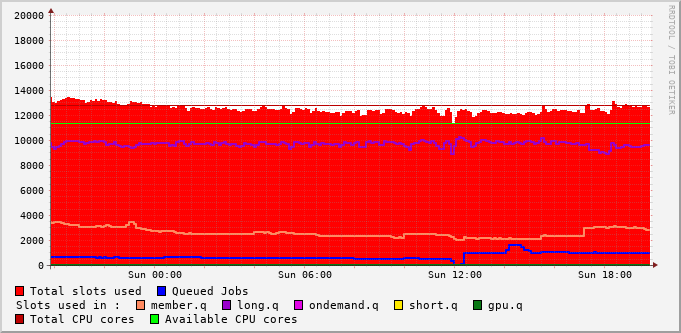 20000
18000
16000
14000
12000
10000
8000
6000
4000
2000
0
Sun 00:00 Sun 06:00 Sun 12:00 Sun 18:00
Total slots used Queued Jobs
Slots used in : member.q long.q ondemand.q short.q gpu.q
Total CPU cores Available CPU cores
RRDTOOL / TOBI OETIKER